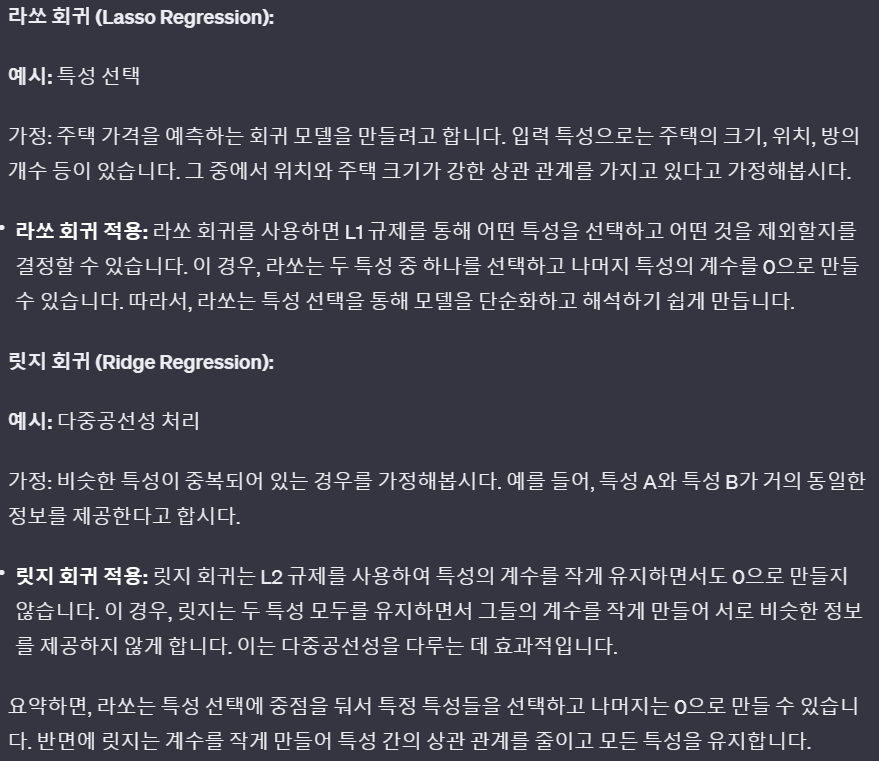 라쏘 회귀 (Lasso Regression):
예시: 특성 선택
가정: 주택 가격을 예측하는 회귀 모델을 만들려고 합니다. 입력 특성으로는 주택의 크기, 위치, 방의
개수 등이 있습니다. 그 중에서 위치와 주택 크기가 강한 상관 관계를 가지고 있다고 가정해봅시다.
• 라쏘 회귀 적용: 라쏘 회귀를 사용하면 L1 규제를 통해 어떤 특성을 선택하고 어떤 것을 제외할지를
결정할 수 있습니다. 이 경우, 라쏘는 두 특성 중 하나를 선택하고 나머지 특성의 계수를 0으로 만들
수 있습니다. 따라서, 라쏘는 특성 선택을 통해 모델을 단순화하고 해석하기 쉽게 만듭니다.
릿지 회귀 (Ridge Regression):
예시: 다중공선성 처리
가정: 비슷한 특성이 중복되어 있는 경우를 가정해봅시다. 예를 들어, 특성 A와 특성 B가 거의 동일한
정보를 제공한다고 합시다.
• 릿지 회귀 적용: 릿지 회귀는 L2 규제를 사용하여 특성의 계수를 작게 유지하면서도 0으로 만들지
않습니다. 이 경우, 릿지는 두 특성 모두를 유지하면서 그들의 계수를 작게 만들어 서로 비슷한 정보
를 제공하지 않게 합니다. 이는 다중공선성을 다루는 데 효과적입니다.
요약하면, 라쏘는 특성 선택에 중점을 둬서 특정 특성들을 선택하고 나머지는 0으로 만들 수 있습니
다. 반면에 릿지는 계수를 작게 만들어 특성 간의 상관 관계를 줄이고 모든 특성을 유지합니다.